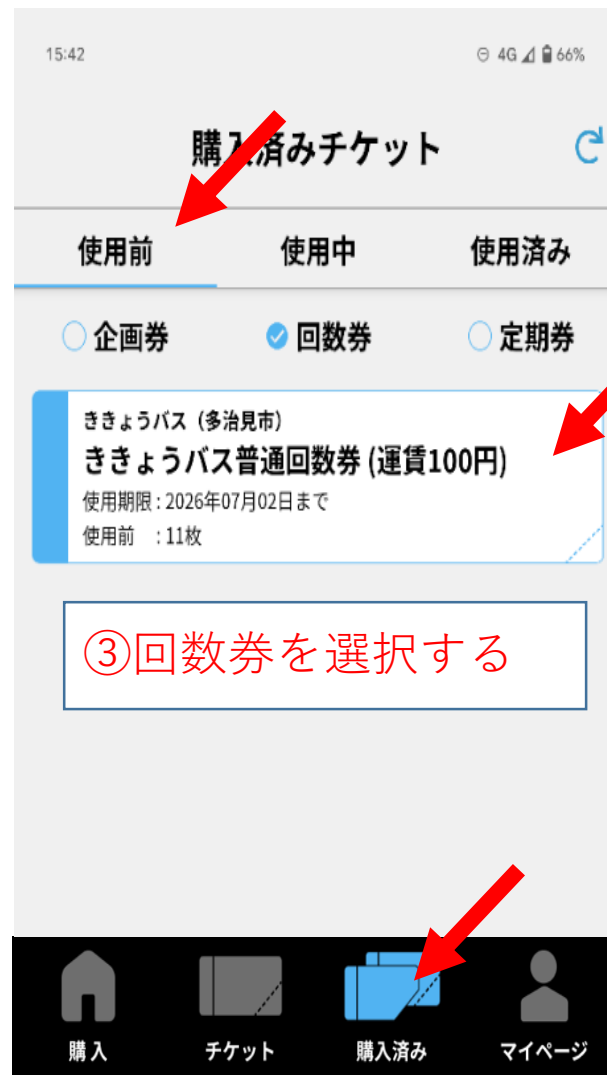 15:42 4G 66%
購入済みチケット
使用前 使用中 使用済み
企画券 回数券 定期券
ききょうバス (多治見市)
ききょうバス普通回数券 (運賃100円)
使用期限 : 2026年07月02日まで
使用前 : 11枚
③回数券を選択する
購入 チケット 購入済み マイページ